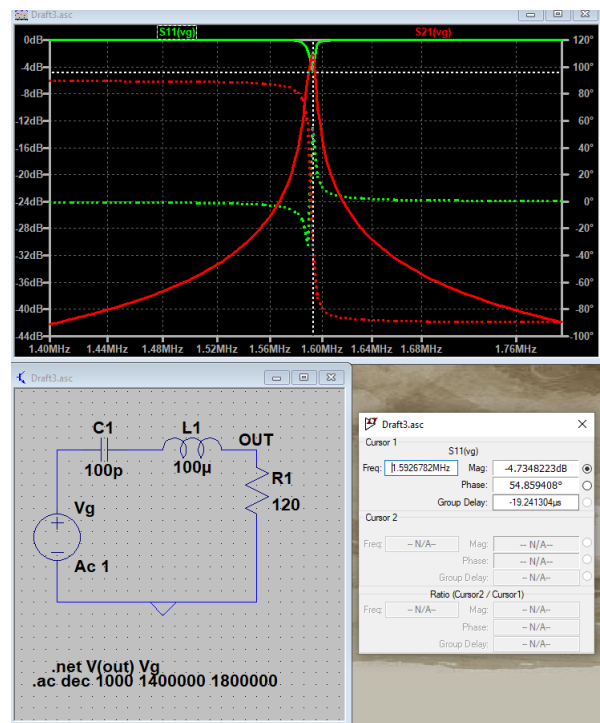 Draft3.asc
S11(vg) S21(vg)
0dB 120°
-4dB 100°
-8dB 80°
-12dB 60°
-16dB 40°
-20dB 20°
-24dB 0°
-28dB -20°
-32dB -40°
-36dB -60°
-40dB -80°
-44dB -100°
1.40MHz 1.44MHz 1.48MHz 1.52MHz 1.56MHz 1.60MHz 1.64MHz 1.68MHz 1.76MHz
Draft3.asc
C1
100p
L1
100µ
OUT
R1
120
Vg
Ac 1
.net V(out) Vg
.ac dec 1000 1400000 1800000
Draft3.asc
Cursor 1
S11(vg)
Freq: 1.5926782MHz Mag: -4.7348223dB
Phase: 54.859408°
Group Delay: -19.241304µs
Cursor 2
Freq: -- N/A-- Mag: -- N/A--
Phase: -- N/A--
Group Delay: -- N/A--
Ratio (Cursor2 / Cursor1)
Freq: -- N/A-- Mag: -- N/A--
Phase: -- N/A--
Group Delay: -- N/A--